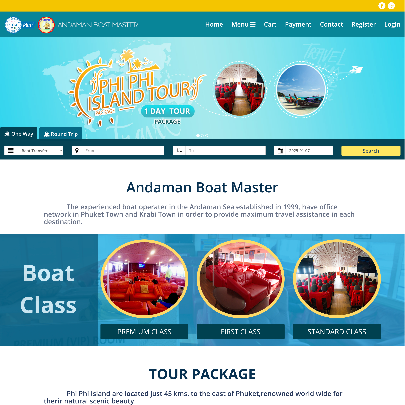 ANDAMAN BOAT MASTER
Home Menu Cart Payment Contact Register Login
PHI PHI
ISLAND TOUR
1 DAY TOUR
PACKAGE
One Way Round Trip
Search
Andaman Boat Master
The experienced boat operater in the Andaman Sea established in 1999, have office
network in Phuket Town and Krabi Town in order to provide maximum travel assistance in each
destination.
Boat
Class
PREMIUM CLASS FIRST CLASS STANDARD CLASS
TOUR PACKAGE
Phi Phi Island are located just 45 kms. to the east of Phuket,renowned world wide for
their natural scenic beauty